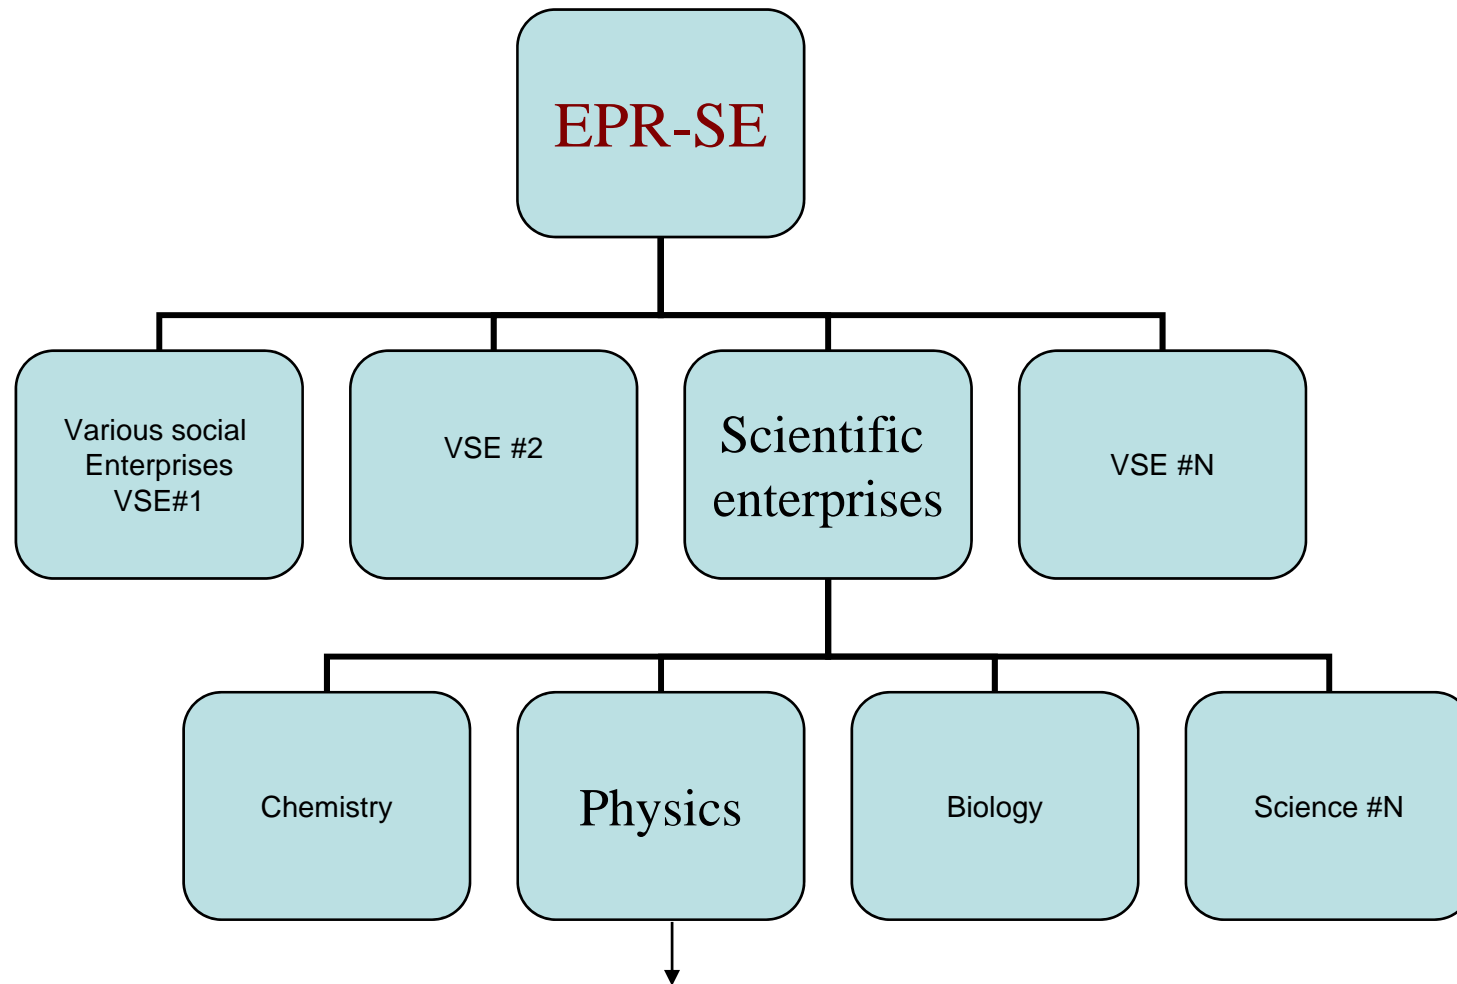 EPR-SE
Various social
Enterprises
VSE#1
VSE #2
Scientific
enterprises
VSE #N
Chemistry
Physics
Biology
Science #N